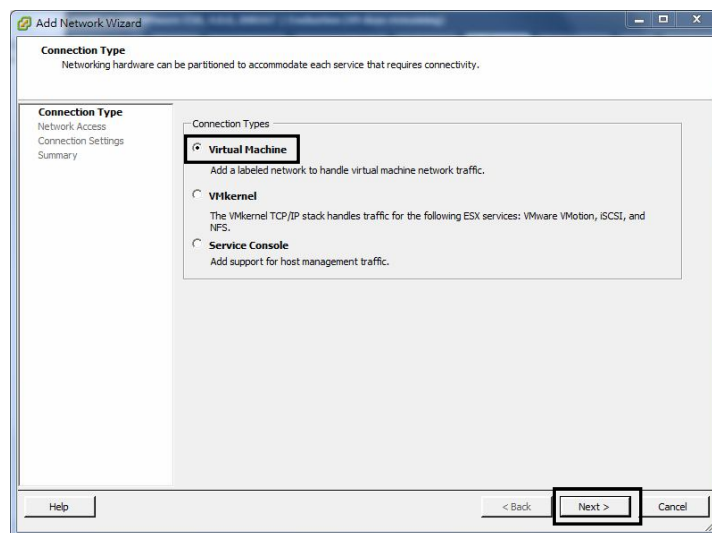 Add Network Wizard
Connection Type
Networking hardware can be partitioned to accommodate each service that requires connectivity.
Connection Type
Network Access
Connection Settings
Summary
Connection Types
Virtual Machine
Add a labeled network to handle virtual machine network traffic.
VMkernel
The VMkernel TCP/IP stack handles traffic for the following ESX services: VMware VMotion, iSCSI, and
NFS.
Service Console
Add support for host management traffic.
Help
< Back
Next >
Cancel